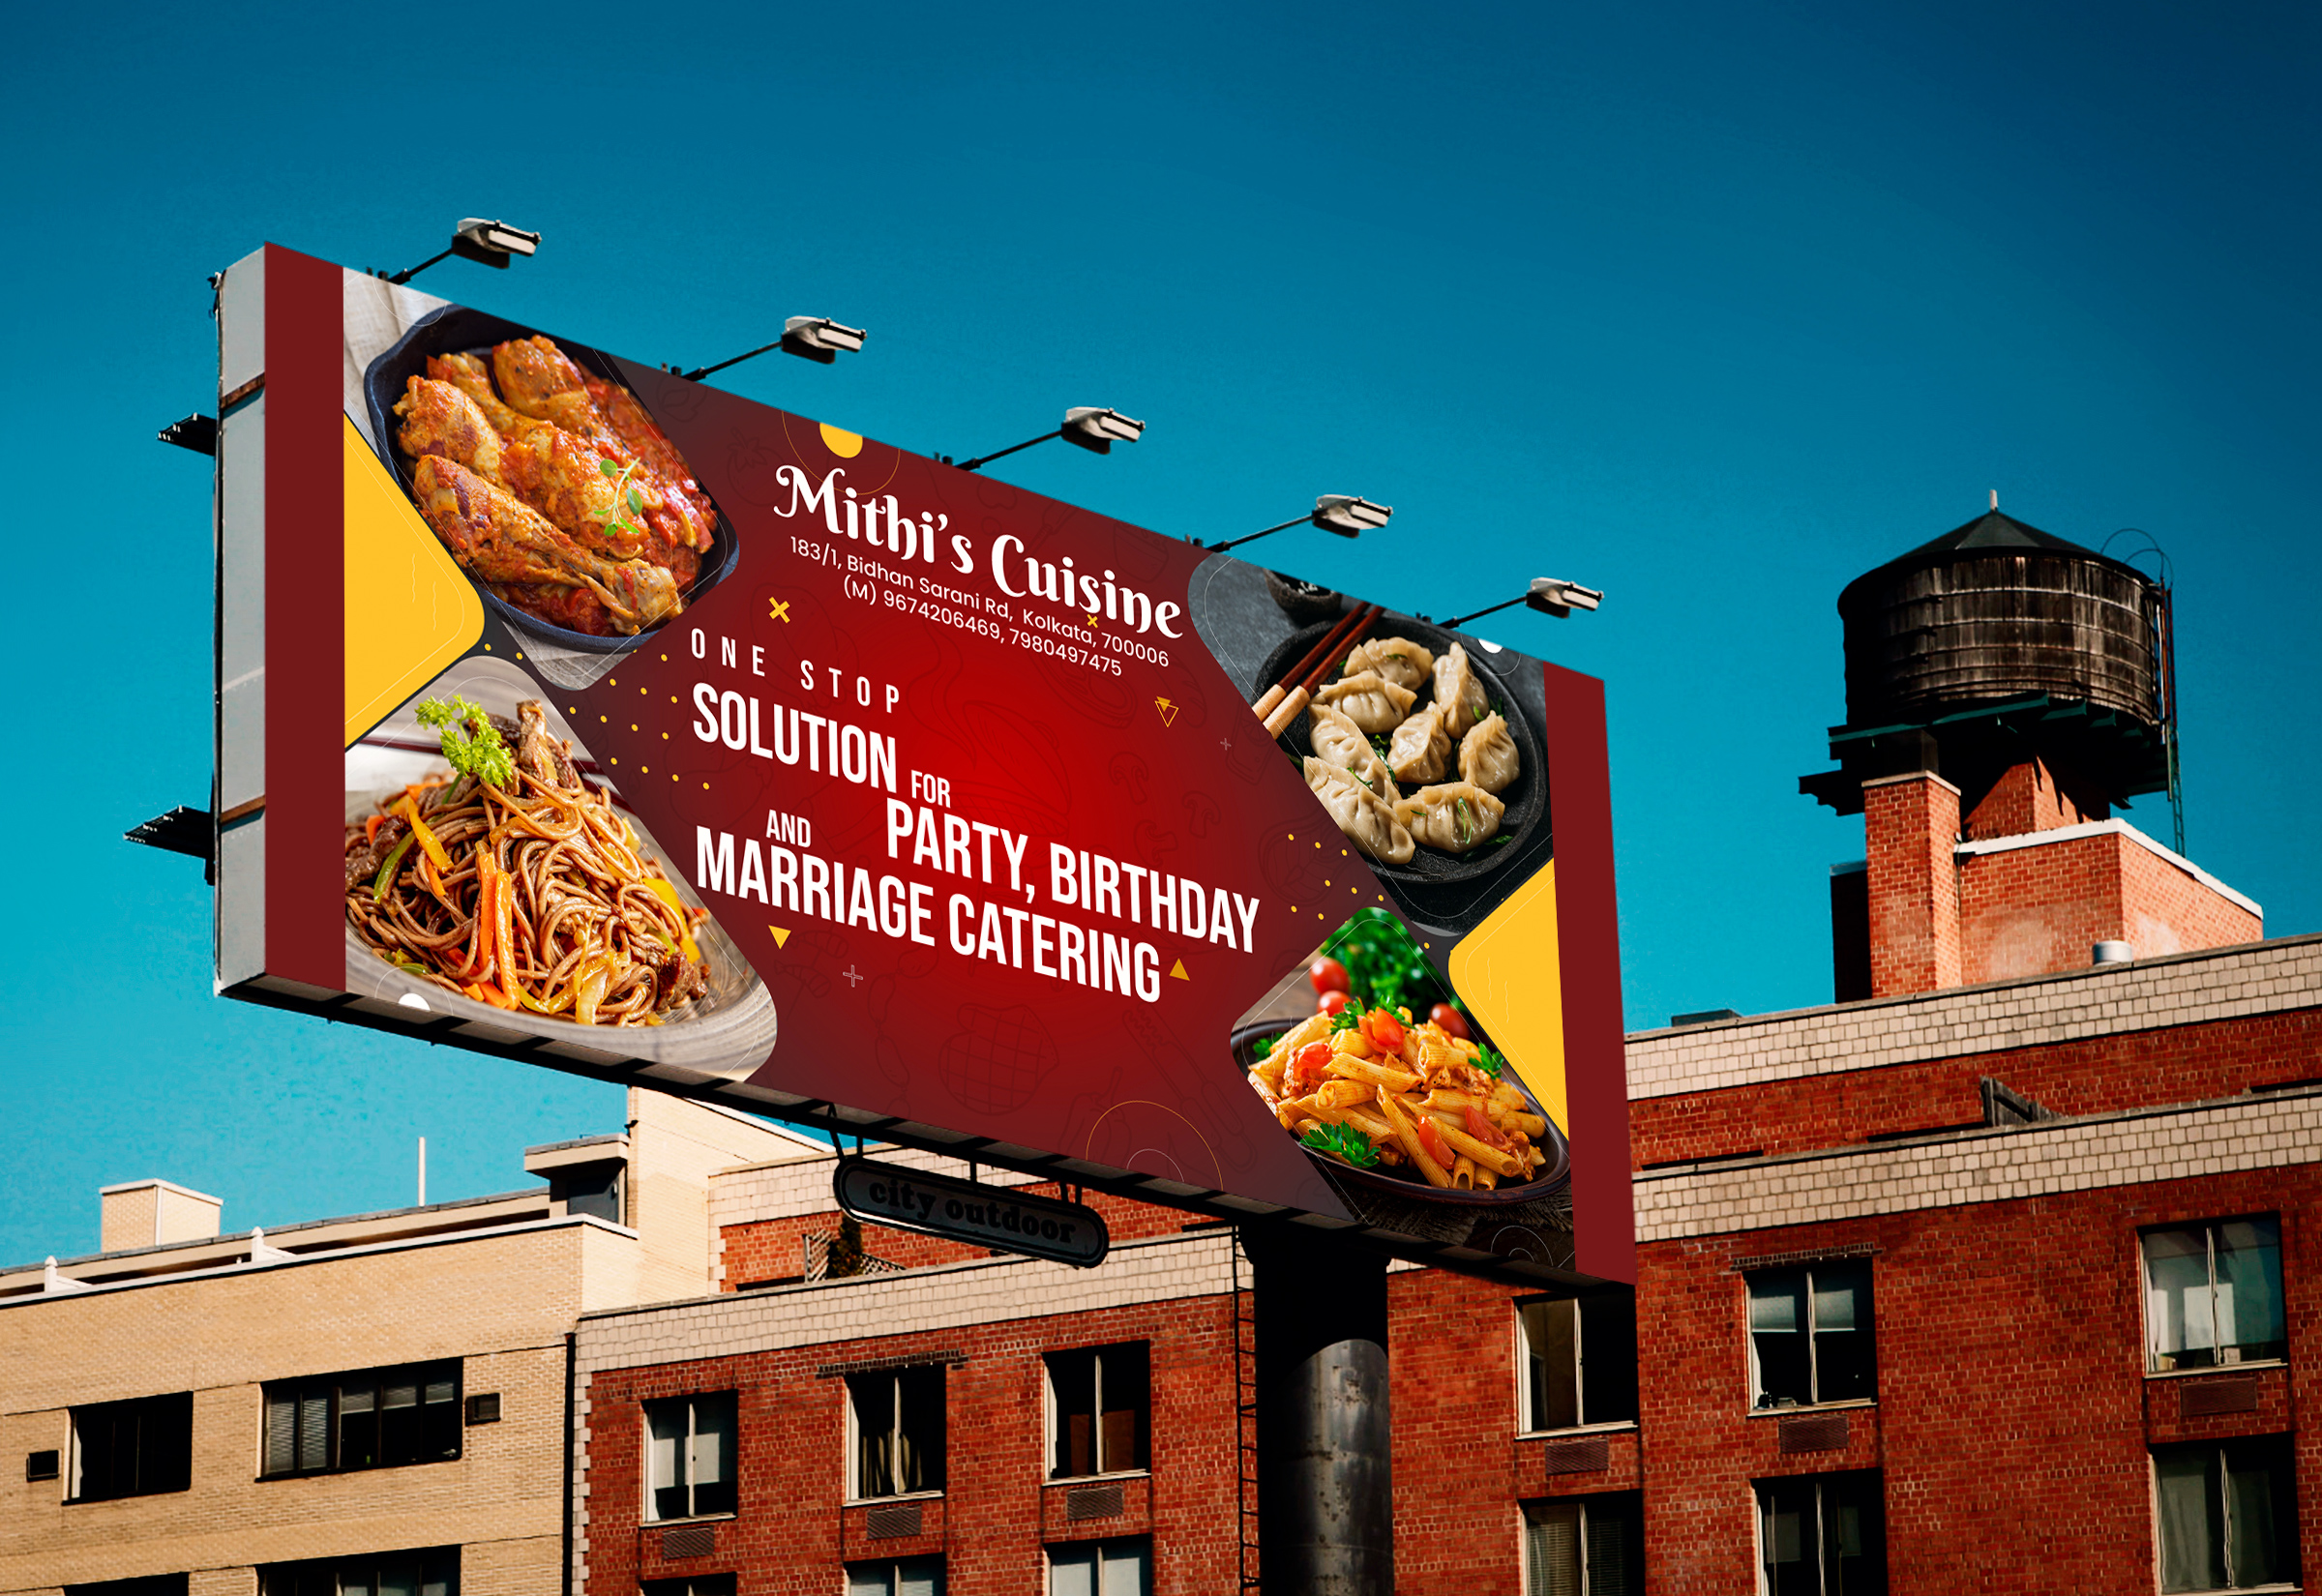 Mithi's Cuisine
183/1, Bidhan Sarani Rd, Kolkata, 700006
(M) 9674206469, 7980497475
ONE STOP
SOLUTION FOR
PARTY, BIRTHDAY
AND
MARRIAGE CATERING
city outdoor